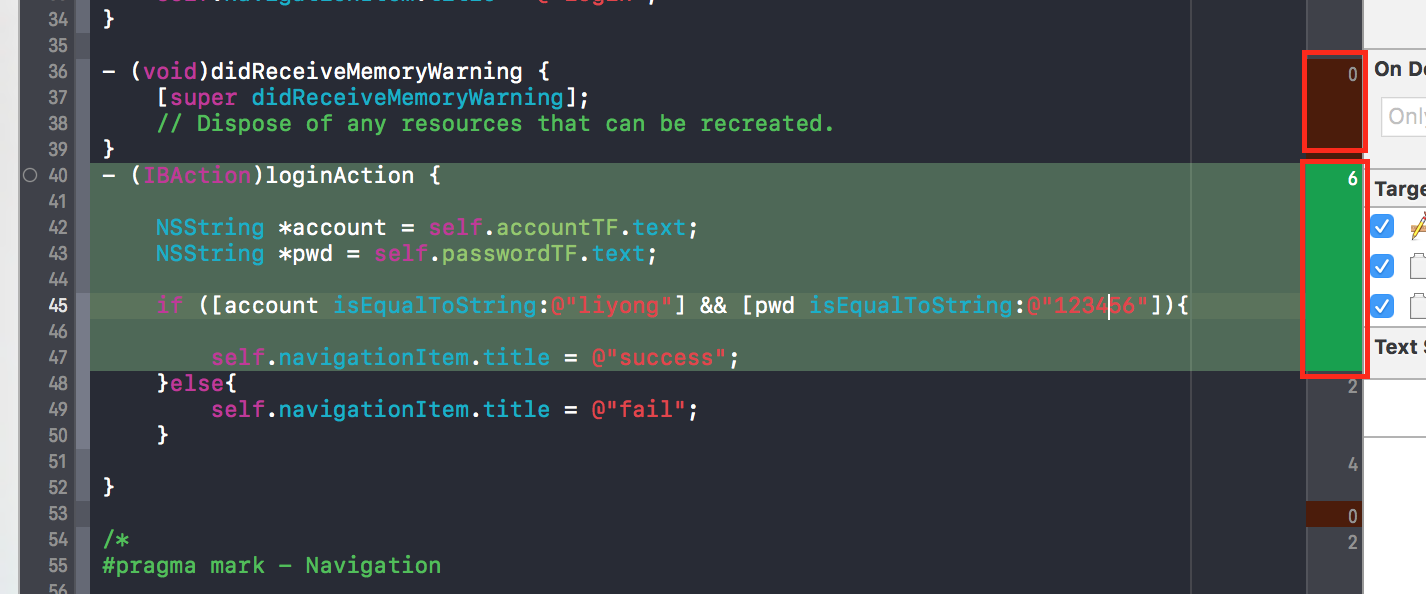 34 }
35
36 - (void)didReceiveMemoryWarning { 0
37 [super didReceiveMemoryWarning];
38 // Dispose of any resources that can be recreated.
39 }
40 - (IBAction)loginAction { 6
41
42 NSString *account = self.accountTF.text;
43 NSString *pwd = self.passwordTF.text;
44
45 if ([account isEqualToString:@"liyong"] && [pwd isEqualToString:@"123456"]){
46
47 self.navigationItem.title = @"success";
48 }else{ 2
49 self.navigationItem.title = @"fail";
50 }
51 4
52 }
53 0
54 /* 2
55 #pragma mark - Navigation
56
On
Text